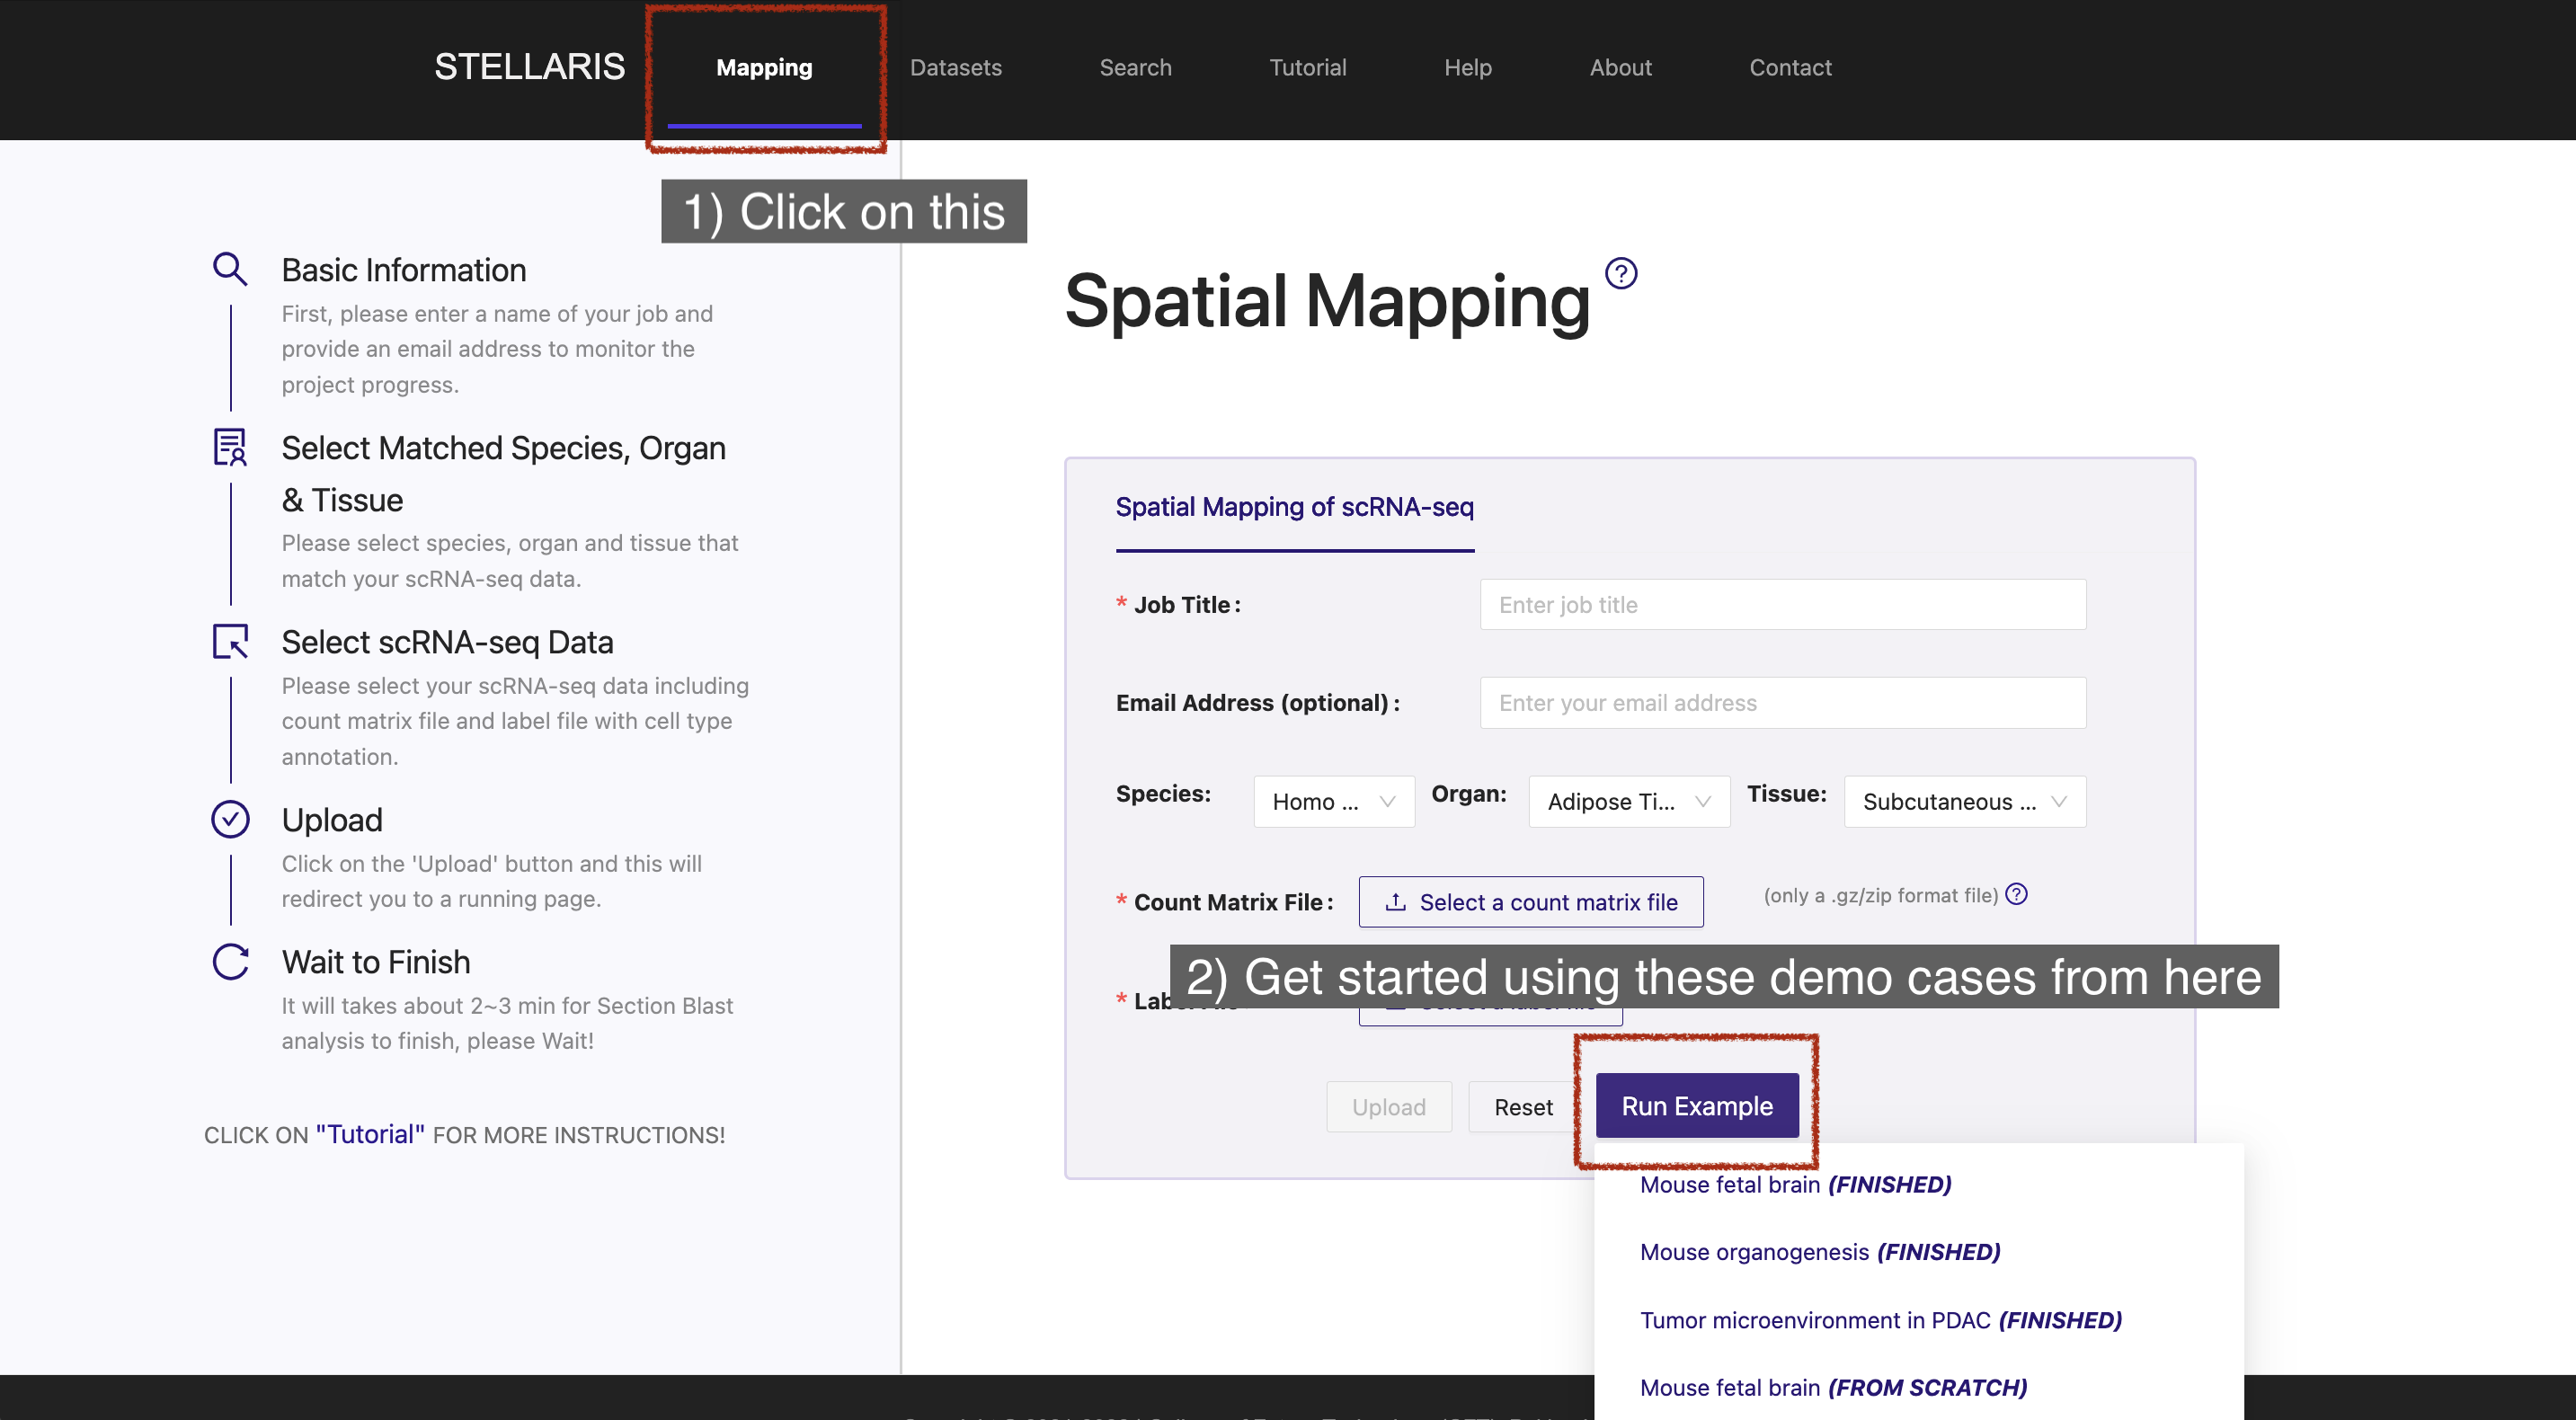 STELLARIS
Mapping
Datasets
Search
Tutorial
Help
About
Contact
1) Click on this
Basic Information
First, please enter a name of your job and
provide an email address to monitor the
project progress.
Select Matched Species, Organ
& Tissue
Please select species, organ and tissue that
match your scRNA-seq data.
Select scRNA-seq Data
Please select your scRNA-seq data including
count matrix file and label file with cell type
annotation.
Upload
Click on the 'Upload' button and this will
redirect you to a running page.
Wait to Finish
It will takes about 2~3 min for Section Blast
analysis to finish, please Wait!
CLICK ON "Tutorial" FOR MORE INSTRUCTIONS!
Spatial Mapping
Spatial Mapping of scRNA-seq
* Job Title :
Enter job title
Email Address (optional) :
Enter your email address
Species:
Homo ...
Organ:
Adipose Ti...
Tissue:
Subcutaneous ...
* Count Matrix File :
Select a count matrix file
(only a .gz/zip format file)
2) Get started using these demo cases from here
Upload
Reset
Run Example
Mouse fetal brain (FINISHED)
Mouse organogenesis (FINISHED)
Tumor microenvironment in PDAC (FINISHED)
Mouse fetal brain (FROM SCRATCH)